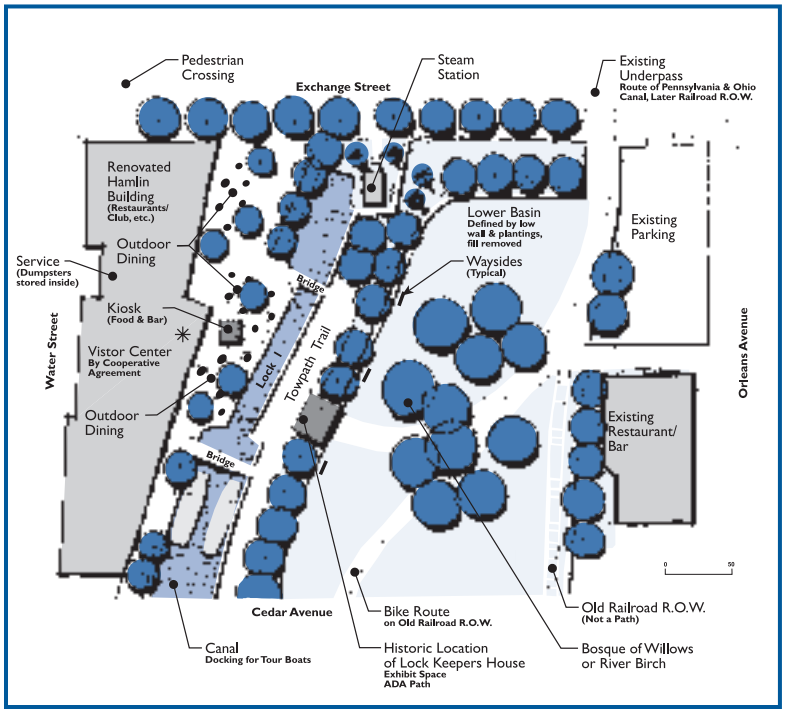 Pedestrian
Crossing
Exchange Street
Steam
Station
Existing
Underpass
Route of Pennsylvania & Ohio
Canal, Later Railroad R.O.W.
Renovated
Hamlin
Building
(Restaurants/
Club, etc.)
Outdoor
Dining
Service
(Dumpsters
stored inside)
Kiosk
(Food & Bar)
Vistor Center
By Cooperative
Agreement
Outdoor
Dining
Water Street
Bridge
Lock I
Towpath Trail
Bridge
Lower Basin
Defined by low
wall & plantings,
fill removed
Waysides
(Typical)
Existing
Parking
Orleans Avenue
Existing
Restaurant/
Bar
0 50
Cedar Avenue
Canal
Docking for Tour Boats
Bike Route
on Old Railroad R.O.W.
Historic Location
of Lock Keepers House
Exhibit Space
ADA Path
Old Railroad R.O.W.
(Not a Path)
Bosque of Willows
or River Birch